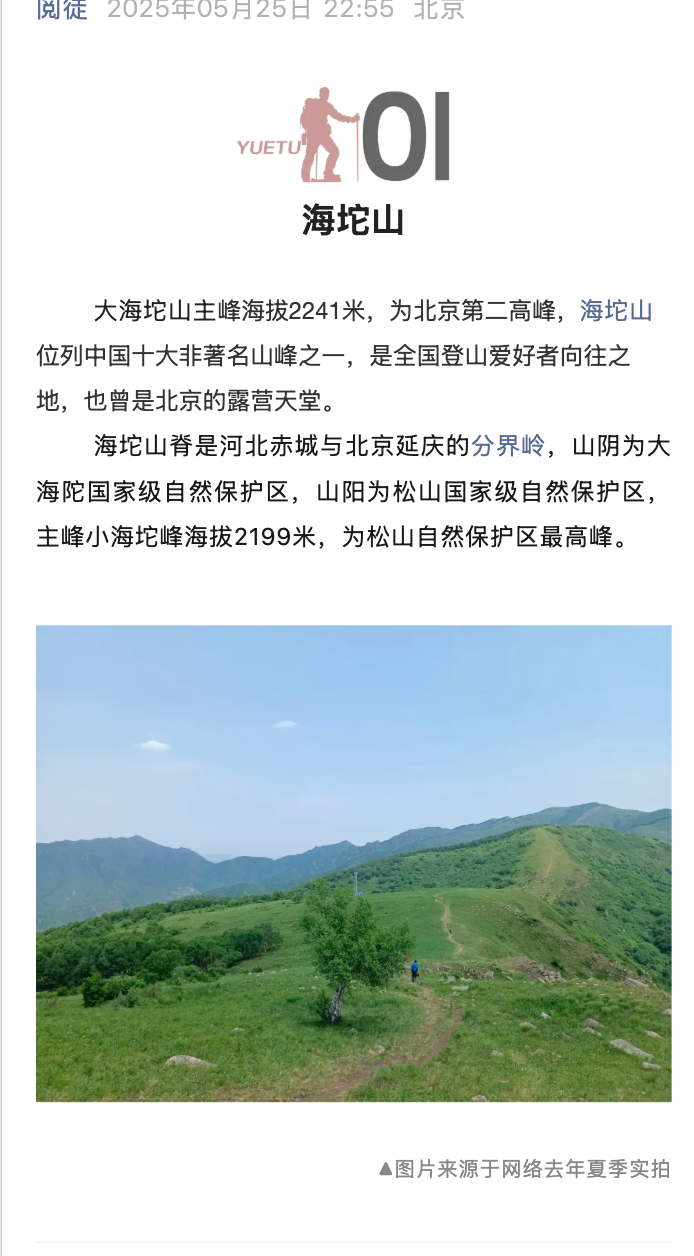 阅徒 2025年05月25日 22:55 北京
YUETU 01
海坨山
大海坨山主峰海拔2241米，为北京第二高峰，海坨山
位列中国十大非著名山峰之一，是全国登山爱好者向往之
地，也曾是北京的露营天堂。
海坨山脊是河北赤城与北京延庆的分界岭，山阴为大
海陀国家级自然保护区，山阳为松山国家级自然保护区，
主峰小海坨峰海拔2199米，为松山自然保护区最高峰。
▲图片来源于网络去年夏季实拍